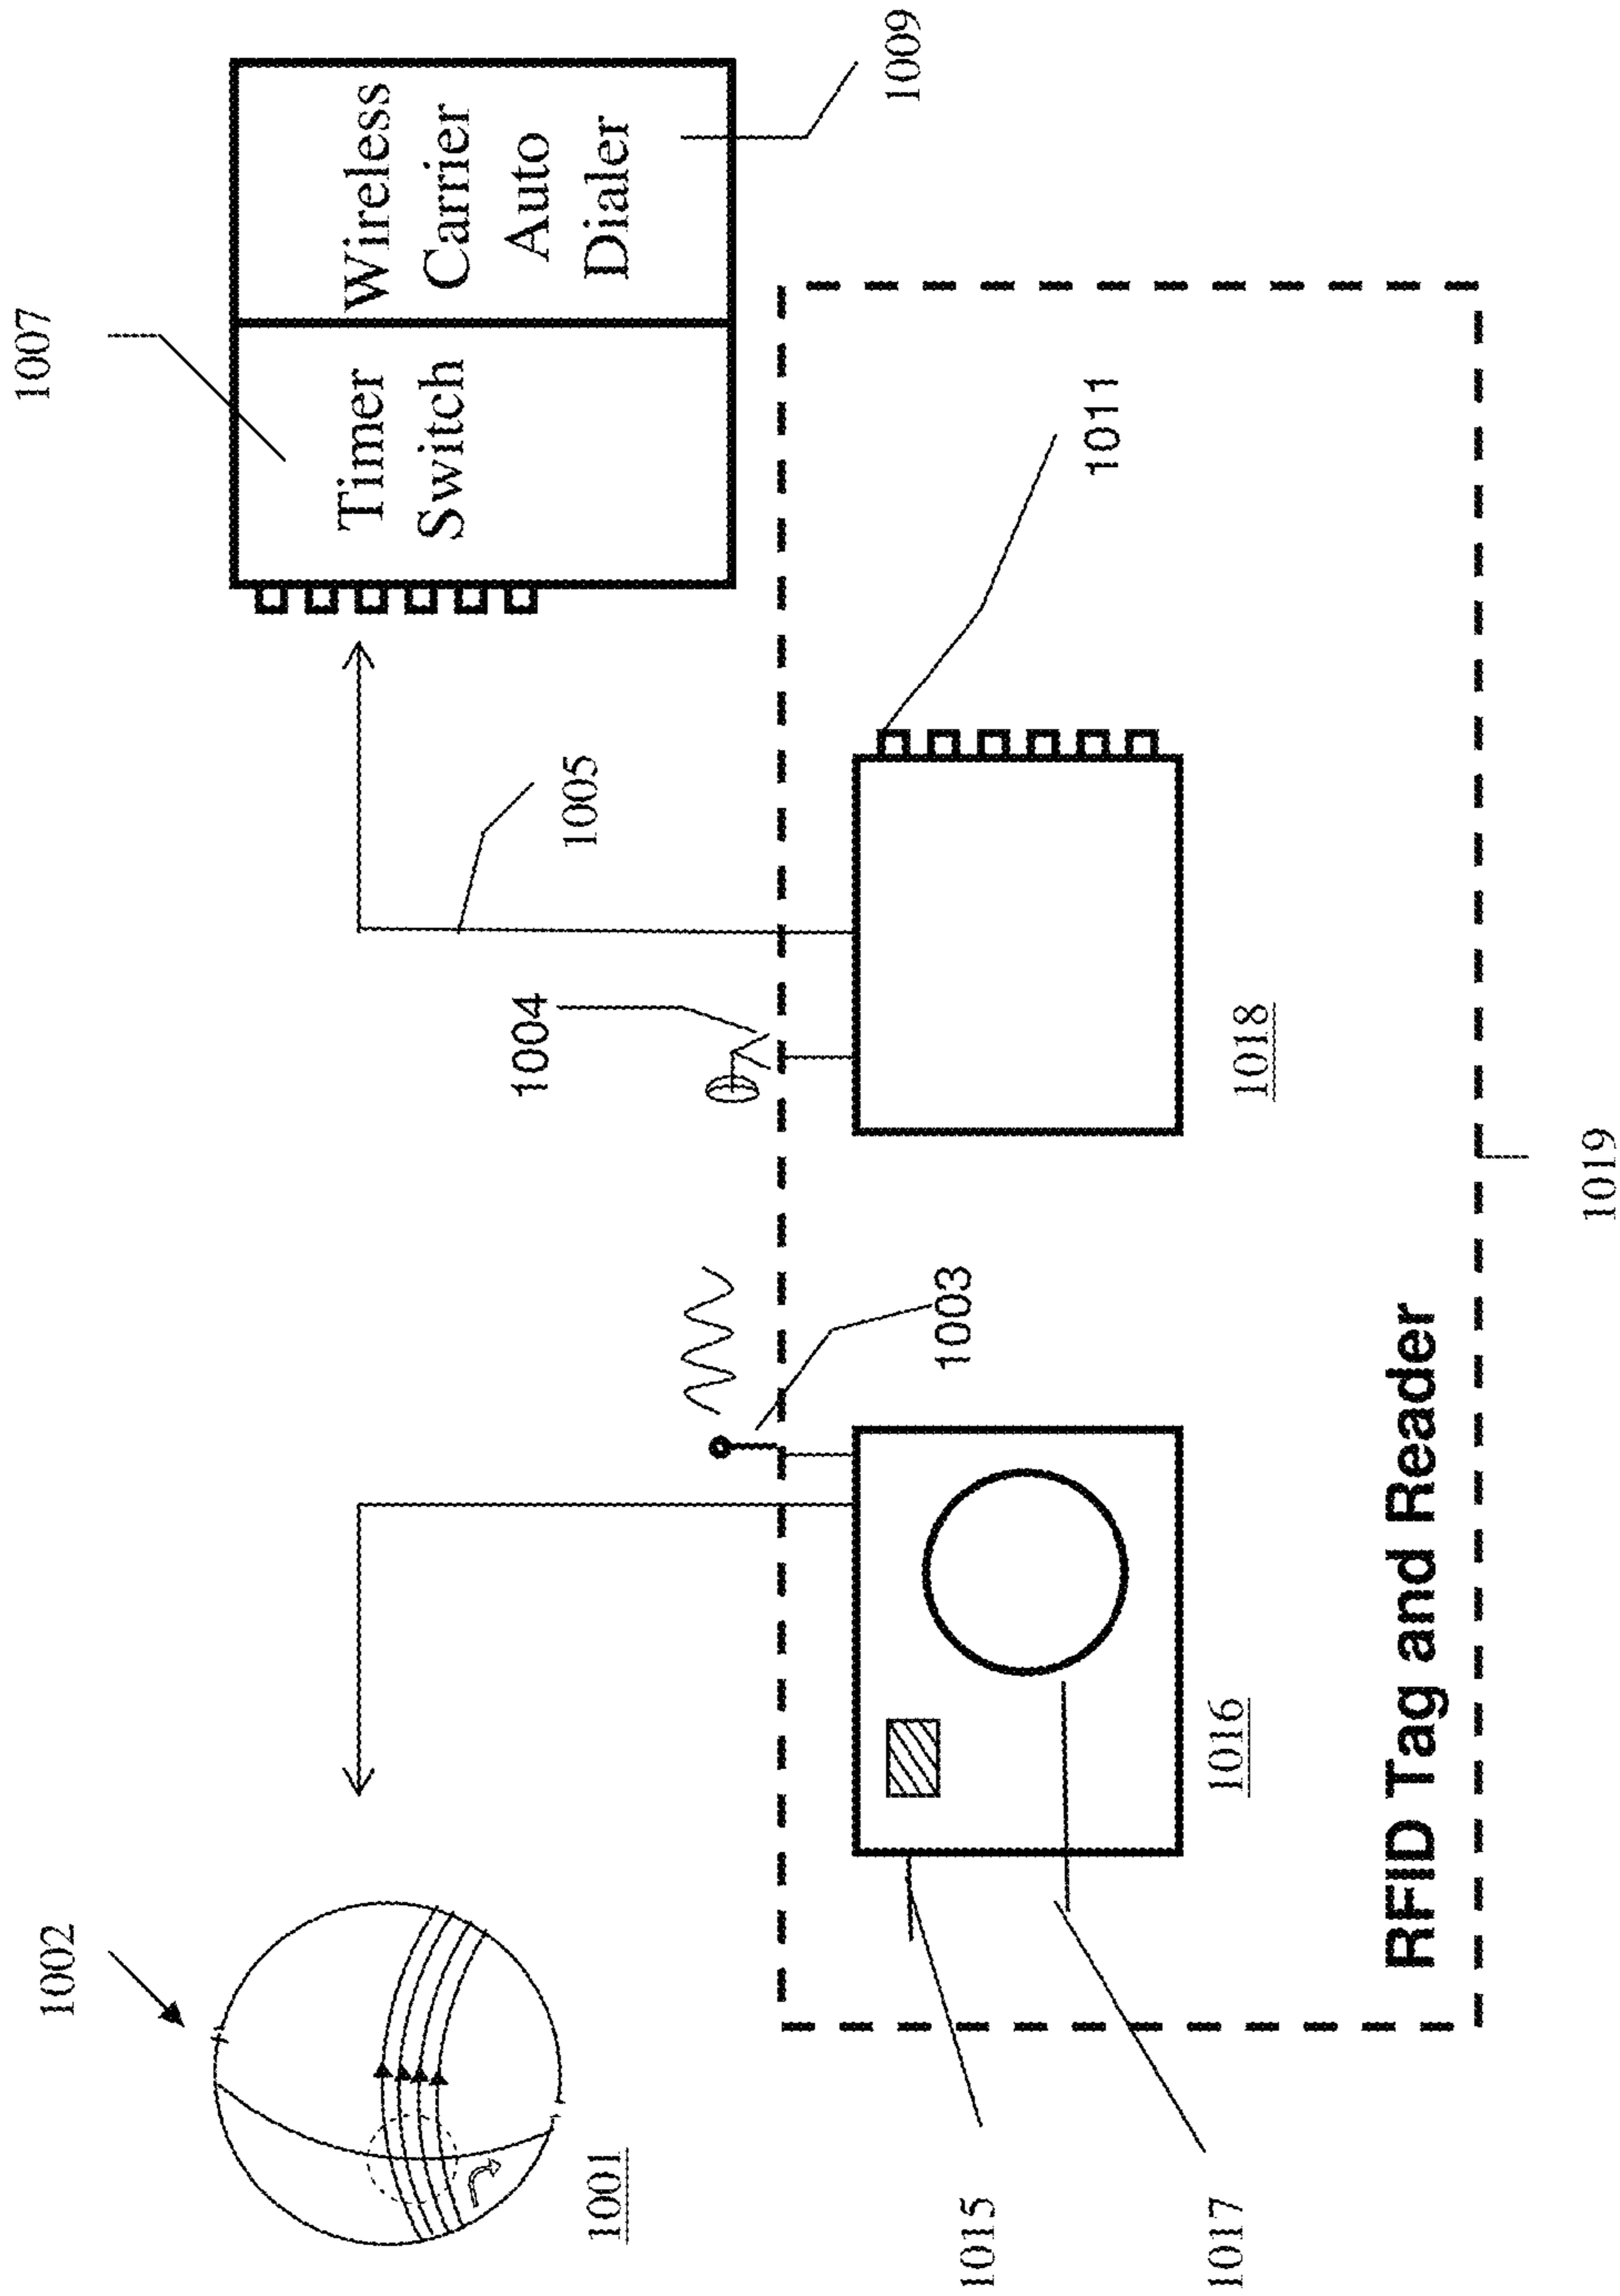 1002
1007
1001
1005
Timer
Switch
Wireless
Carrier
Auto
Dialer
1004
1009
1003
1011
1015
1016
1018
1017
RFID Tag and Reader
1019